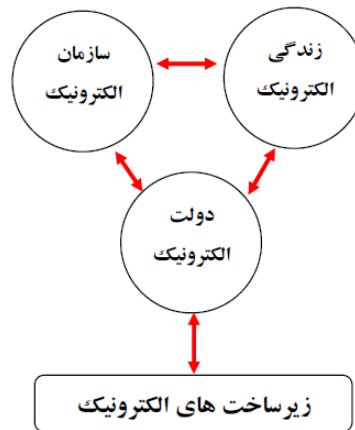 زندگی
الکترونیک
سازمان
الکترونیک
دولت
الکترونیک
زیرساخت های الکترونیک